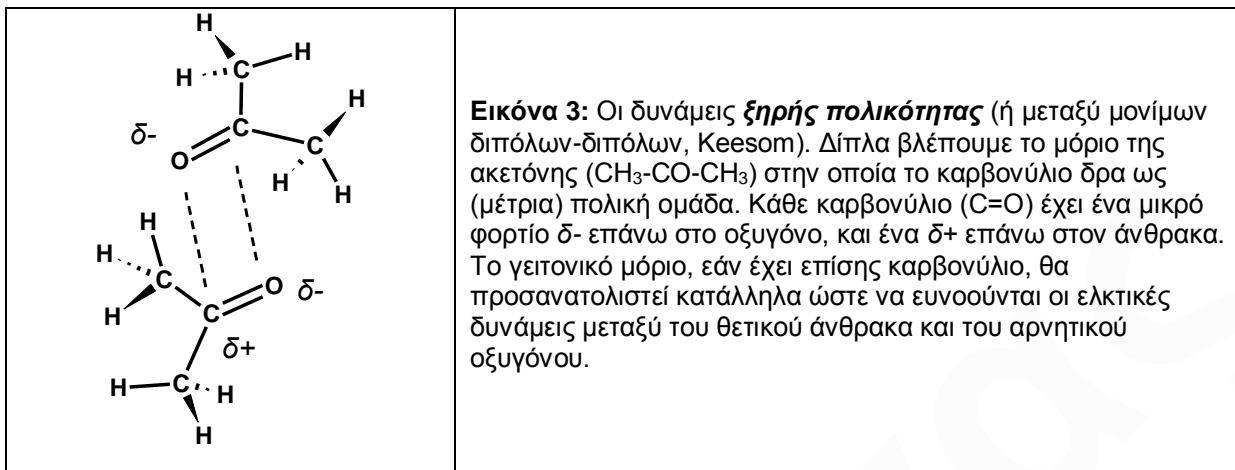 H
H
H
C
H
δ-
C
O
C
H
H
H
H
C
O
δ-
H
C
δ+
H
C
H
H
Εικόνα 3: Οι δυνάμεις ξηρής πολικότητας (ή μεταξύ μονίμων
διπόλων-διπόλων, Keesom). Δίπλα βλέπουμε το μόριο της
ακετόνης (CH3-CO-CH3) στην οποία το καρβονύλιο δρα ως
(μέτρια) πολική ομάδα. Κάθε καρβονύλιο (C=O) έχει ένα μικρό
φορτίο δ- επάνω στο οξυγόνο, και ένα δ+ επάνω στον άνθρακα.
Το γειτονικό μόριο, εάν έχει επίσης καρβονύλιο, θα
προσανατολιστεί κατάλληλα ώστε να ευνοούνται οι ελκτικές
δυνάμεις μεταξύ του θετικού άνθρακα και του αρνητικού
οξυγόνου.